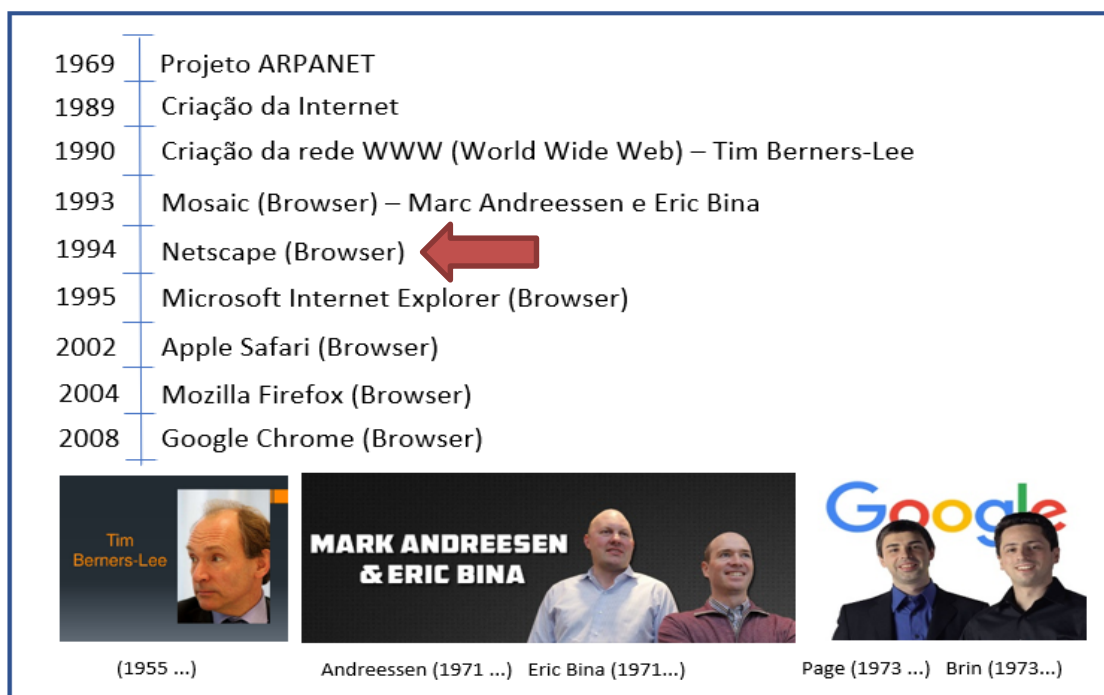 1969 Projeto ARPANET
1989 Criação da Internet
1990 Criação da rede WWW (World Wide Web) – Tim Berners-Lee
1993 Mosaic (Browser) – Marc Andreessen e Eric Bina
1994 Netscape (Browser)
1995 Microsoft Internet Explorer (Browser)
2002 Apple Safari (Browser)
2004 Mozilla Firefox (Browser)
2008 Google Chrome (Browser)
Tim
Berners-Lee
MARK ANDREESEN
& ERIC BINA
Google
(1955 ...)
Andreessen (1971 ...) Eric Bina (1971...)
Page (1973 ...) Brin (1973...)